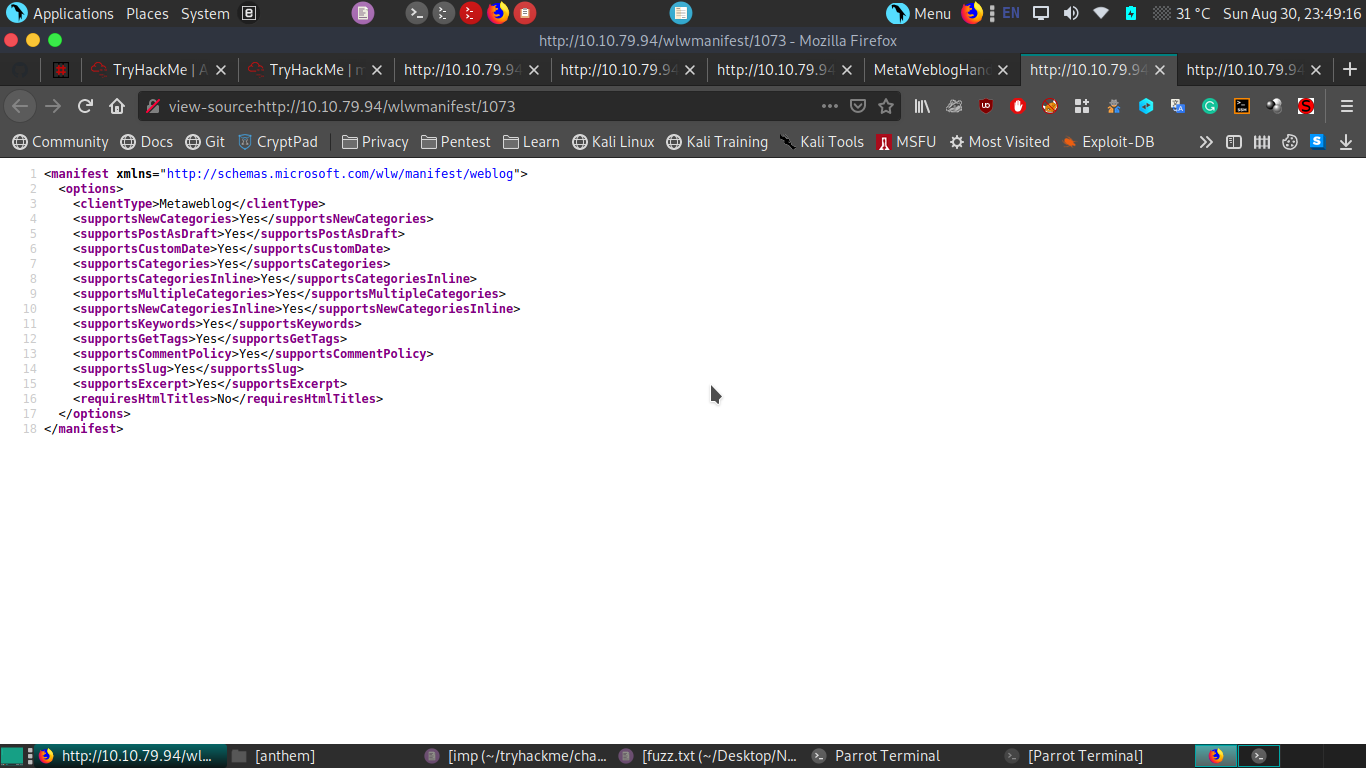 Applications Places System Menu EN 31 °C Sun Aug 30, 23:49:16
http://10.10.79.94/wlwmanifest/1073 - Mozilla Firefox
TryHackMe | A TryHackMe | m http://10.10.79.94 http://10.10.79.94 http://10.10.79.94 MetaWeblogHand http://10.10.79.94 http://10.10.79.94
view-source:http://10.10.79.94/wlwmanifest/1073
Community Docs Git CryptPad Privacy Pentest Learn Kali Linux Kali Training Kali Tools MSFU Most Visited Exploit-DB
1 <manifest xmlns="http://schemas.microsoft.com/wlw/manifest/weblog">
2 <options>
3 <clientType>Metaweblog</clientType>
4 <supportsNewCategories>Yes</supportsNewCategories>
5 <supportsPostAsDraft>Yes</supportsPostAsDraft>
6 <supportsCustomDate>Yes</supportsCustomDate>
7 <supportsCategories>Yes</supportsCategories>
8 <supportsCategoriesInline>Yes</supportsCategoriesInline>
9 <supportsMultipleCategories>Yes</supportsMultipleCategories>
10 <supportsNewCategoriesInline>Yes</supportsNewCategoriesInline>
11 <supportsKeywords>Yes</supportsKeywords>
12 <supportsGetTags>Yes</supportsGetTags>
13 <supportsCommentPolicy>Yes</supportsCommentPolicy>
14 <supportsSlug>Yes</supportsSlug>
15 <supportsExcerpt>Yes</supportsExcerpt>
16 <requiresHtmlTitles>No</requiresHtmlTitles>
17 </options>
18 </manifest>
http://10.10.79.94/wl... [anthem] [imp (~/tryhackme/cha... [fuzz.txt (~/Desktop/N... Parrot Terminal [Parrot Terminal]